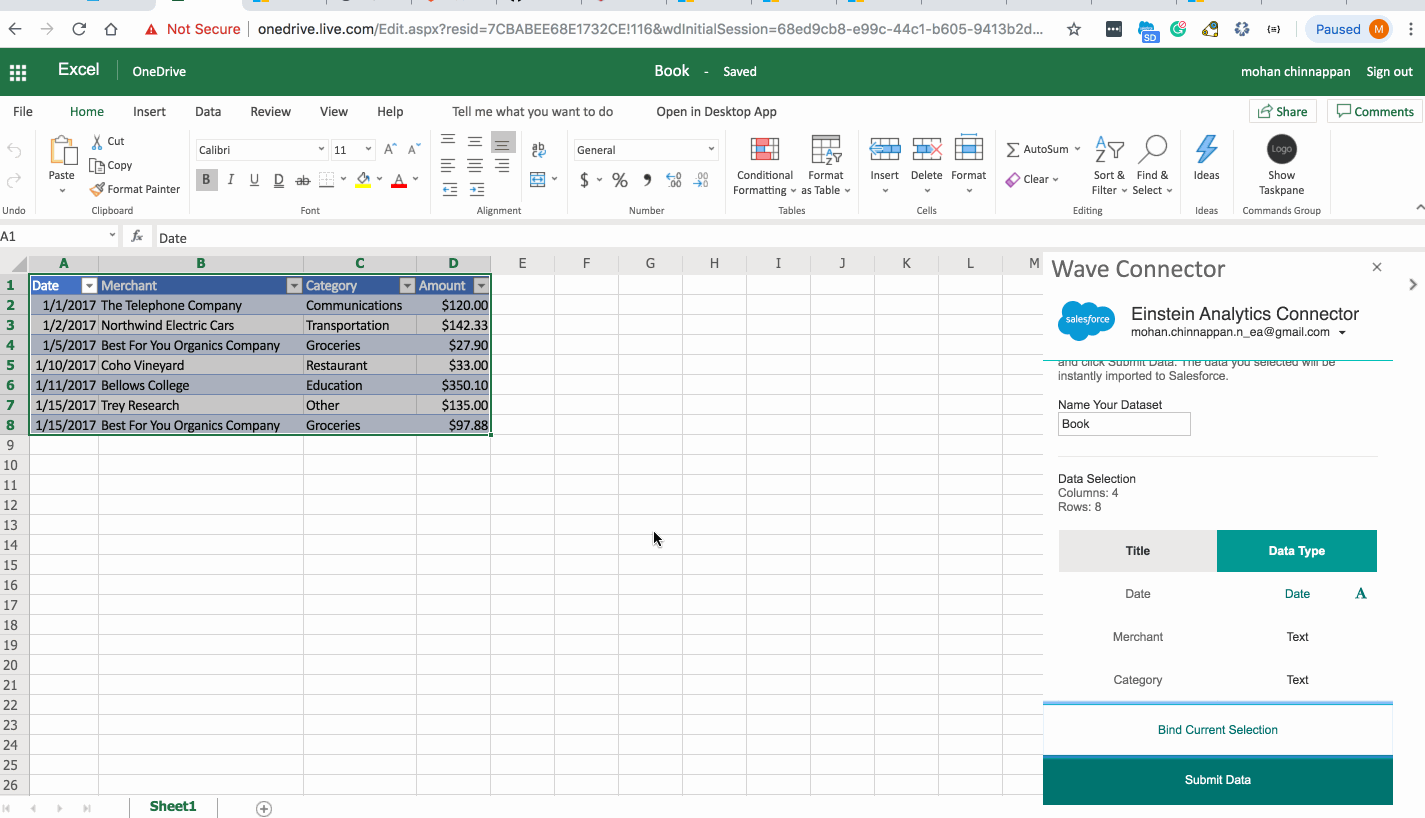 Not Secure onedrive.live.com/Edit.aspx?resid=7CBABEE68E1732CE!116&wdInitialSession=68ed9cb8-e99c-44c1-b605-9413b2d... SD {=} Paused M
Excel OneDrive Book - Saved mohan chinnappan Sign out
File Home Insert Data Review View Help Tell me what you want to do Open in Desktop App Share Comments
Paste Cut Copy Format Painter
Calibri 11 B I U D ab A
General $ % 9
Conditional Formatting Format as Table
Insert Delete Format
AutoSum Clear Sort & Filter Find & Select
Ideas Logo Show Taskpane
Undo Clipboard Font Alignment Number Tables Cells Editing Ideas Commands Group
A1 fx Date
A B C D E F G H I J K L M
1 Date Merchant Category Amount
2 1/1/2017 The Telephone Company Communications $120.00
3 1/2/2017 Northwind Electric Cars Transportation $142.33
4 1/5/2017 Best For You Organics Company Groceries $27.90
5 1/10/2017 Coho Vineyard Restaurant $33.00
6 1/11/2017 Bellows College Education $350.10
7 1/15/2017 Trey Research Other $135.00
8 1/15/2017 Best For You Organics Company Groceries $97.88
9
10
11
12
13
14
15
16
17
18
19
20
21
22
23
24
25
26
Sheet1
Wave Connector
salesforce
Einstein Analytics Connector
mohan.chinnappan.n_ea@gmail.com
and click Submit Data. The data you selected will be
instantly imported to Salesforce.
Name Your Dataset
Book
Data Selection
Columns: 4
Rows: 8
Title Data Type
Date Date A
Merchant Text
Category Text
Bind Current Selection
Submit Data